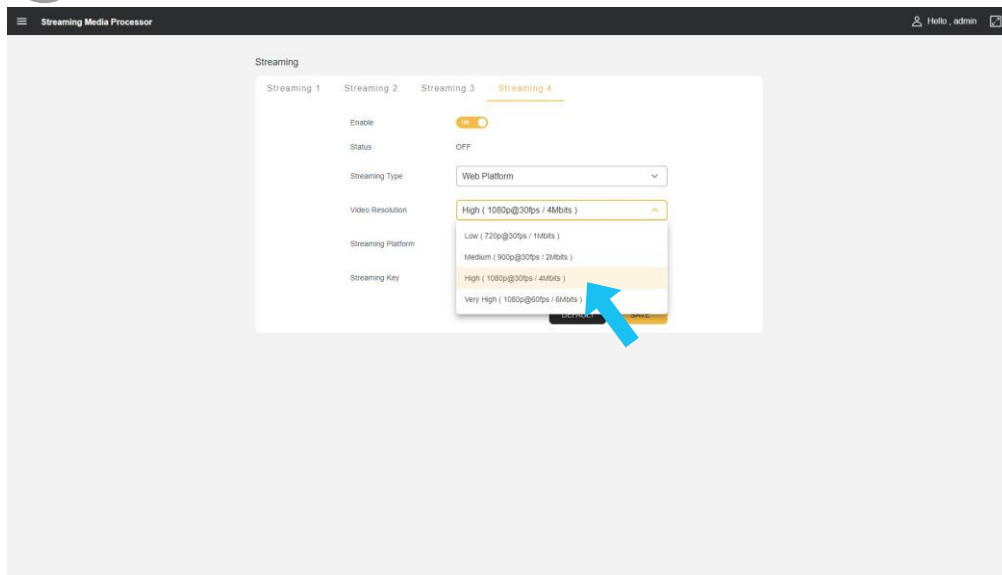 Streaming Media Processor
Hello , admin
Streaming
Streaming 1 Streaming 2 Streaming 3 Streaming 4
Enable ON
Status OFF
Streaming Type Web Platform
Video Resolution High ( 1080p@30fps / 4Mbits )
Low ( 720p@30fps / 1Mbits )
Streaming Platform
Medium ( 900p@30fps / 2Mbits )
Streaming Key High ( 1080p@30fps / 4Mbits )
Very High ( 1080p@60fps / 6Mbits )
DEFAULT SAVE